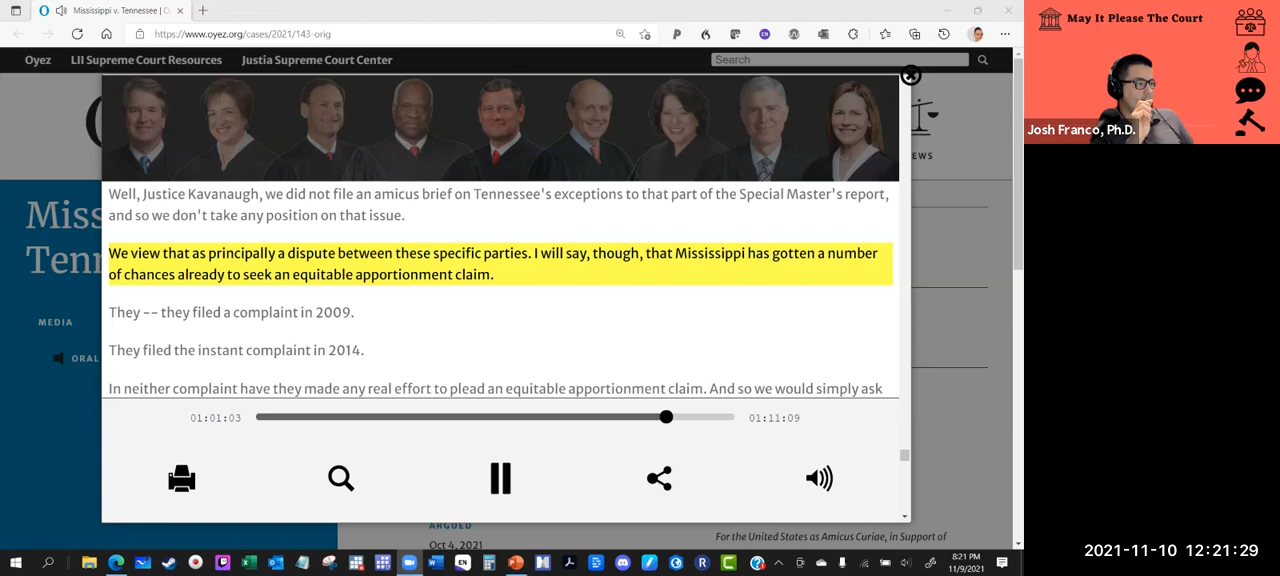 Mississippi v. Tennessee | O
https://www.oyez.org/cases/2021/143-orig
Oyez
LII Supreme Court Resources
Justia Supreme Court Center
Search
May It Please The Court
Josh Franco, Ph.D.
EWS
Miss
Tenn
Well, Justice Kavanaugh, we did not file an amicus brief on Tennessee's exceptions to that part of the Special Master's report,
and so we don't take any position on that issue.
We view that as principally a dispute between these specific parties. I will say, though, that Mississippi has gotten a number
of chances already to seek an equitable apportionment claim.
They -- they filed a complaint in 2009.
They filed the instant complaint in 2014.
In neither complaint have they made any real effort to plead an equitable apportionment claim. And so we would simply ask
MEDIA
ORAL
01:01:03
01:11:09
ARGUED
Oct 4, 2021
For the United States as Amicus Curiae, in Support of
8:21 PM
11/9/2021
2021-11-10 12:21:29